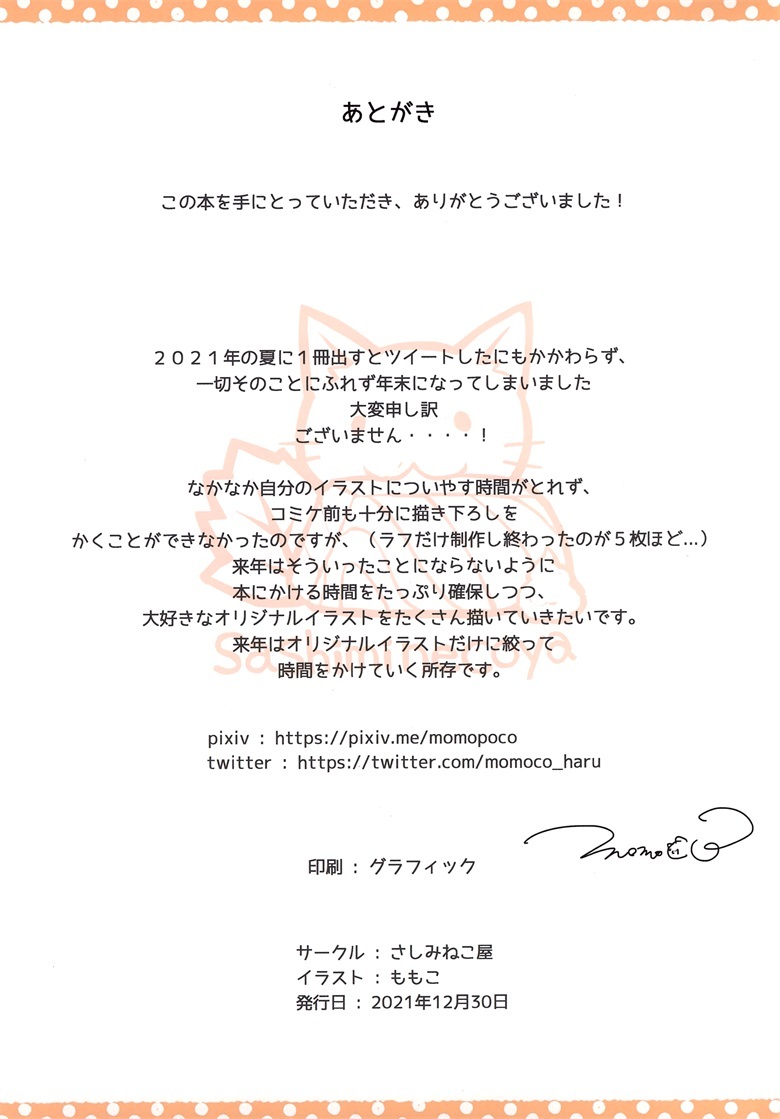 あとがき
この本を手にとっていただき、ありがとうございました！
２０２１年の夏に１冊出すとツイートしたにもかかわらず、
一切そのことにふれず年末になってしまいました
大変申し訳
ございません・・・・！
なかなか自分のイラストについやす時間がとれず、
コミケ前も十分に描き下ろしを
かくことができなかったのですが、（ラフだけ制作し終わったのが５枚ほど…）
来年はそういったことにならないように
本にかける時間をたっぷり確保しつつ、
大好きなオリジナルイラストをたくさん描いていきたいです。
来年はオリジナルイラストだけに絞って
Sashiminecoya
時間をかけていく所存です。
pixiv : https://pixiv.me/momopoco
twitter : https://twitter.com/momoco_haru
印刷 : グラフィック
サークル : さしみねこ屋
イラスト : ももこ
発行日 : 2021年12月30日